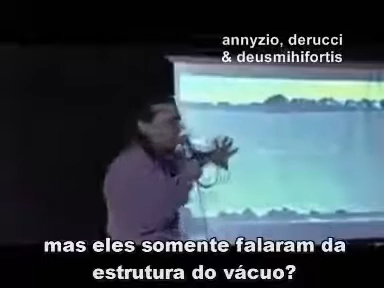 annyzio, derucci
& deusmihifortis
mas eles somente falaram da
estrutura do vácuo?